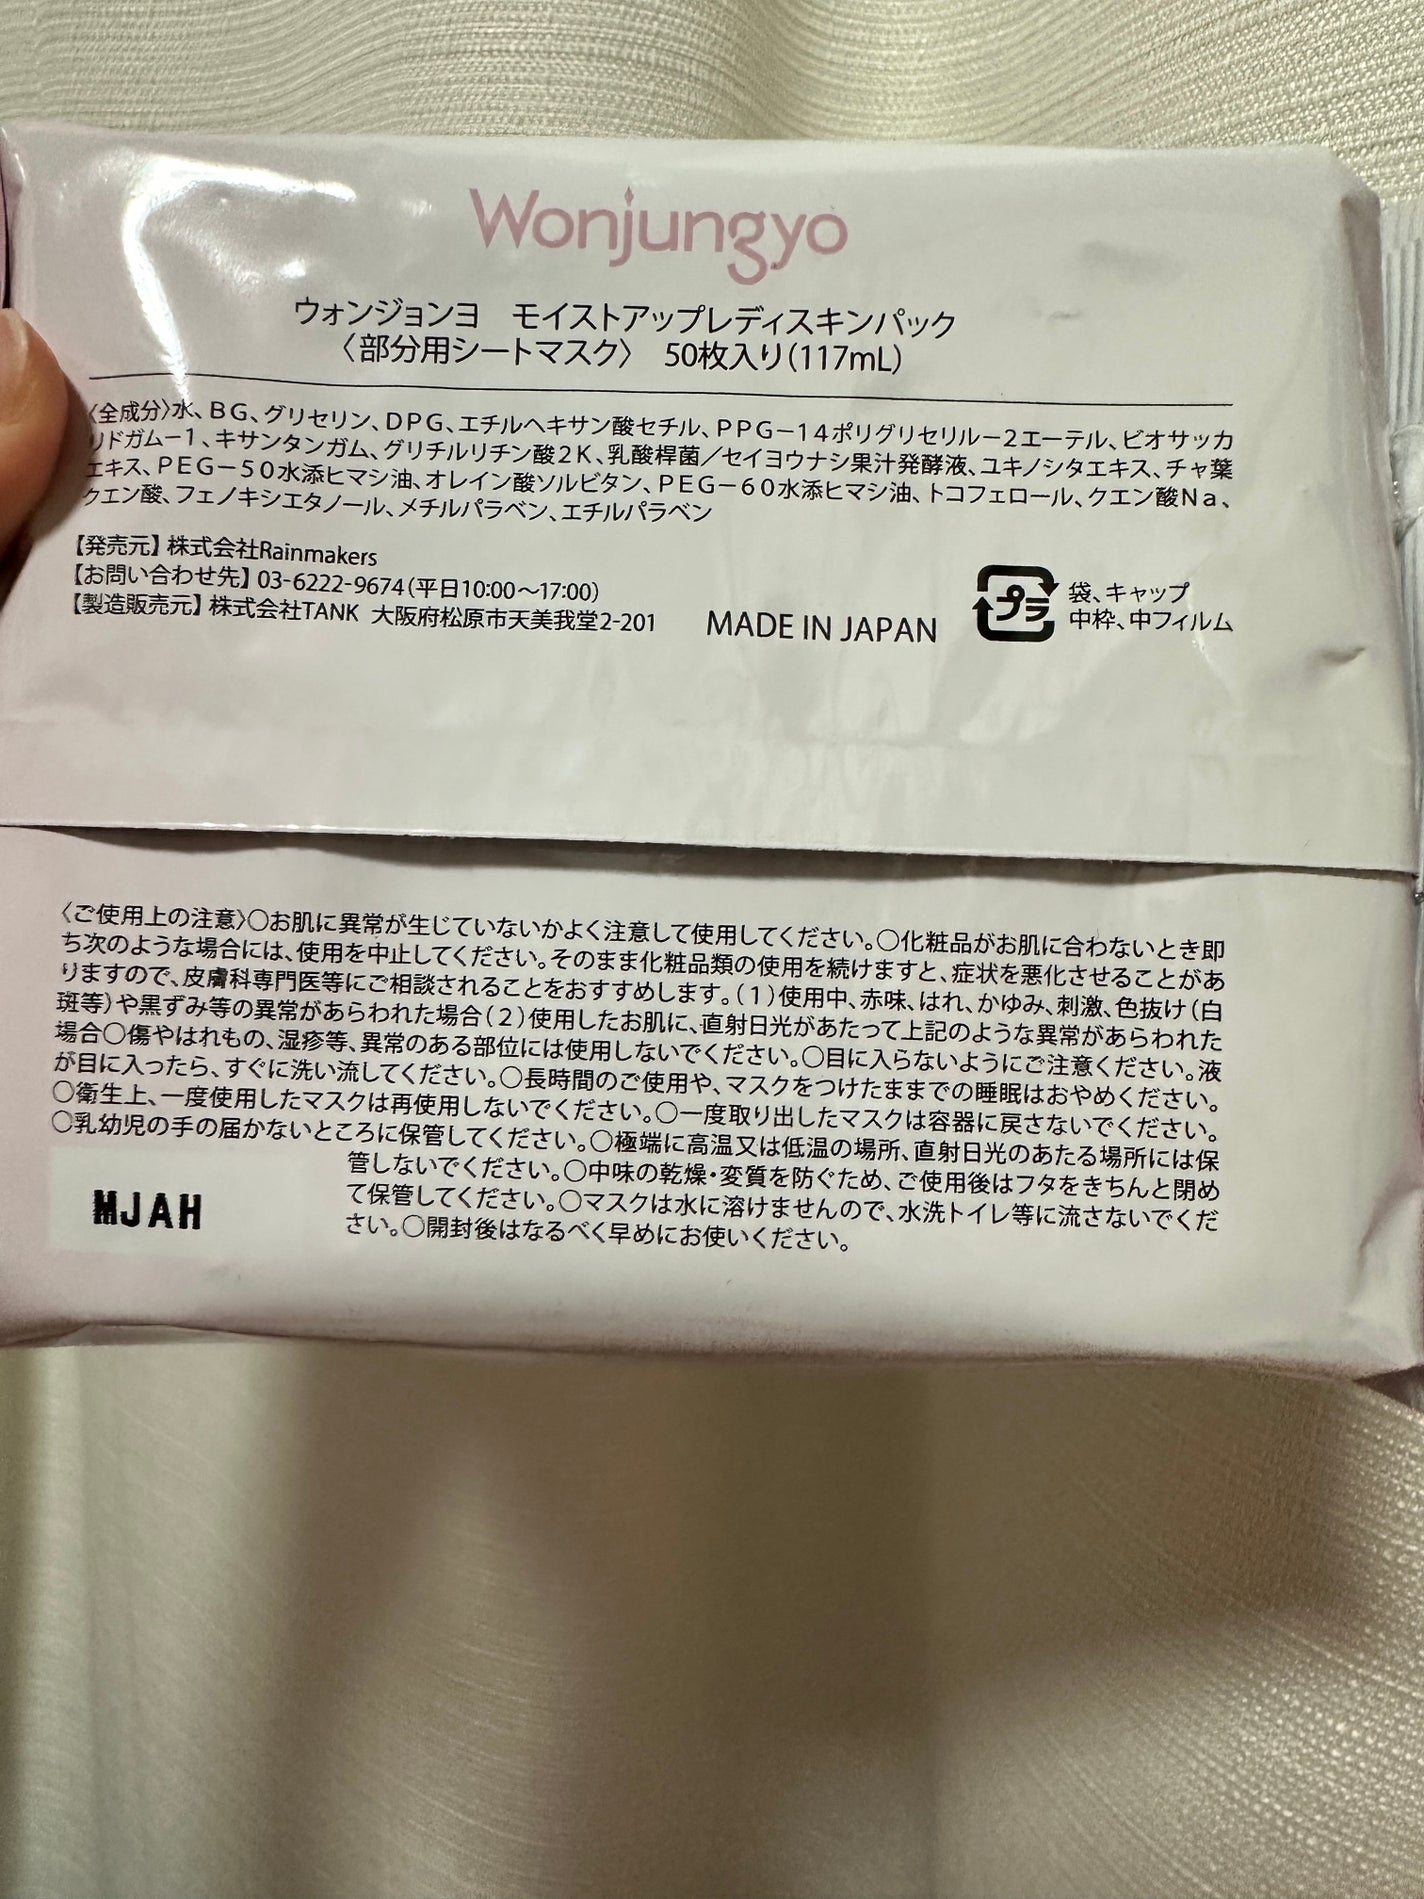 Wonjungyo
ウォンジョンヨ　モイストアップレディスキンパック
〈部分用シートマスク〉 50枚入り(117mL)
〈全成分〉水、BG、グリセリン、DPG、エチルヘキサン酸セチル、PPG－14ポリグリセリル－2エーテル、ビオサッカ
リドガム－1、キサンタンガム、グリチルリチン酸2K、乳酸桿菌／セイヨウナシ果汁発酵液、ユキノシタエキス、チャ葉
エキス、PEG－50水添ヒマシ油、オレイン酸ソルビタン、PEG－60水添ヒマシ油、トコフェロール、クエン酸Na、
クエン酸、フェノキシエタノール、メチルパラベン、エチルパラベン
【発売元】 株式会社Rainmakers
【お問い合わせ先】 03-6222-9674(平日10:00～17:00)
【製造販売元】 株式会社TANK 大阪府松原市天美我堂2-201
MADE IN JAPAN
プラ
袋、キャップ
中枠、中フィルム
〈ご使用上の注意〉○お肌に異常が生じていないかよく注意して使用してください。○化粧品がお肌に合わないとき即
ち次のような場合には、使用を中止してください。そのまま化粧品類の使用を続けますと、症状を悪化させることがあ
りますので、皮膚科専門医等にご相談されることをおすすめします。(1)使用中、赤味、はれ、かゆみ、刺激、色抜け(白
斑等)や黒ずみ等の異常があらわれた場合(2)使用したお肌に、直射日光があたって上記のような異常があらわれた
場合○傷やはれもの、湿疹等、異常のある部位には使用しないでください。○目に入らないようにご注意ください。液
が目に入ったら、すぐに洗い流してください。○長時間のご使用や、マスクをつけたままでの睡眠はおやめください。
○衛生上、一度使用したマスクは再使用しないでください。○一度取り出したマスクは容器に戻さないでください。
○乳幼児の手の届かないところに保管してください。○極端に高温又は低温の場所、直射日光のあたる場所には保
管しないでください。○中味の乾燥・変質を防ぐため、ご使用後はフタをきちんと閉め
て保管してください。○マスクは水に溶けませんので、水洗トイレ等に流さないでくだ
さい。○開封後はなるべく早めにお使いください。
MJAH